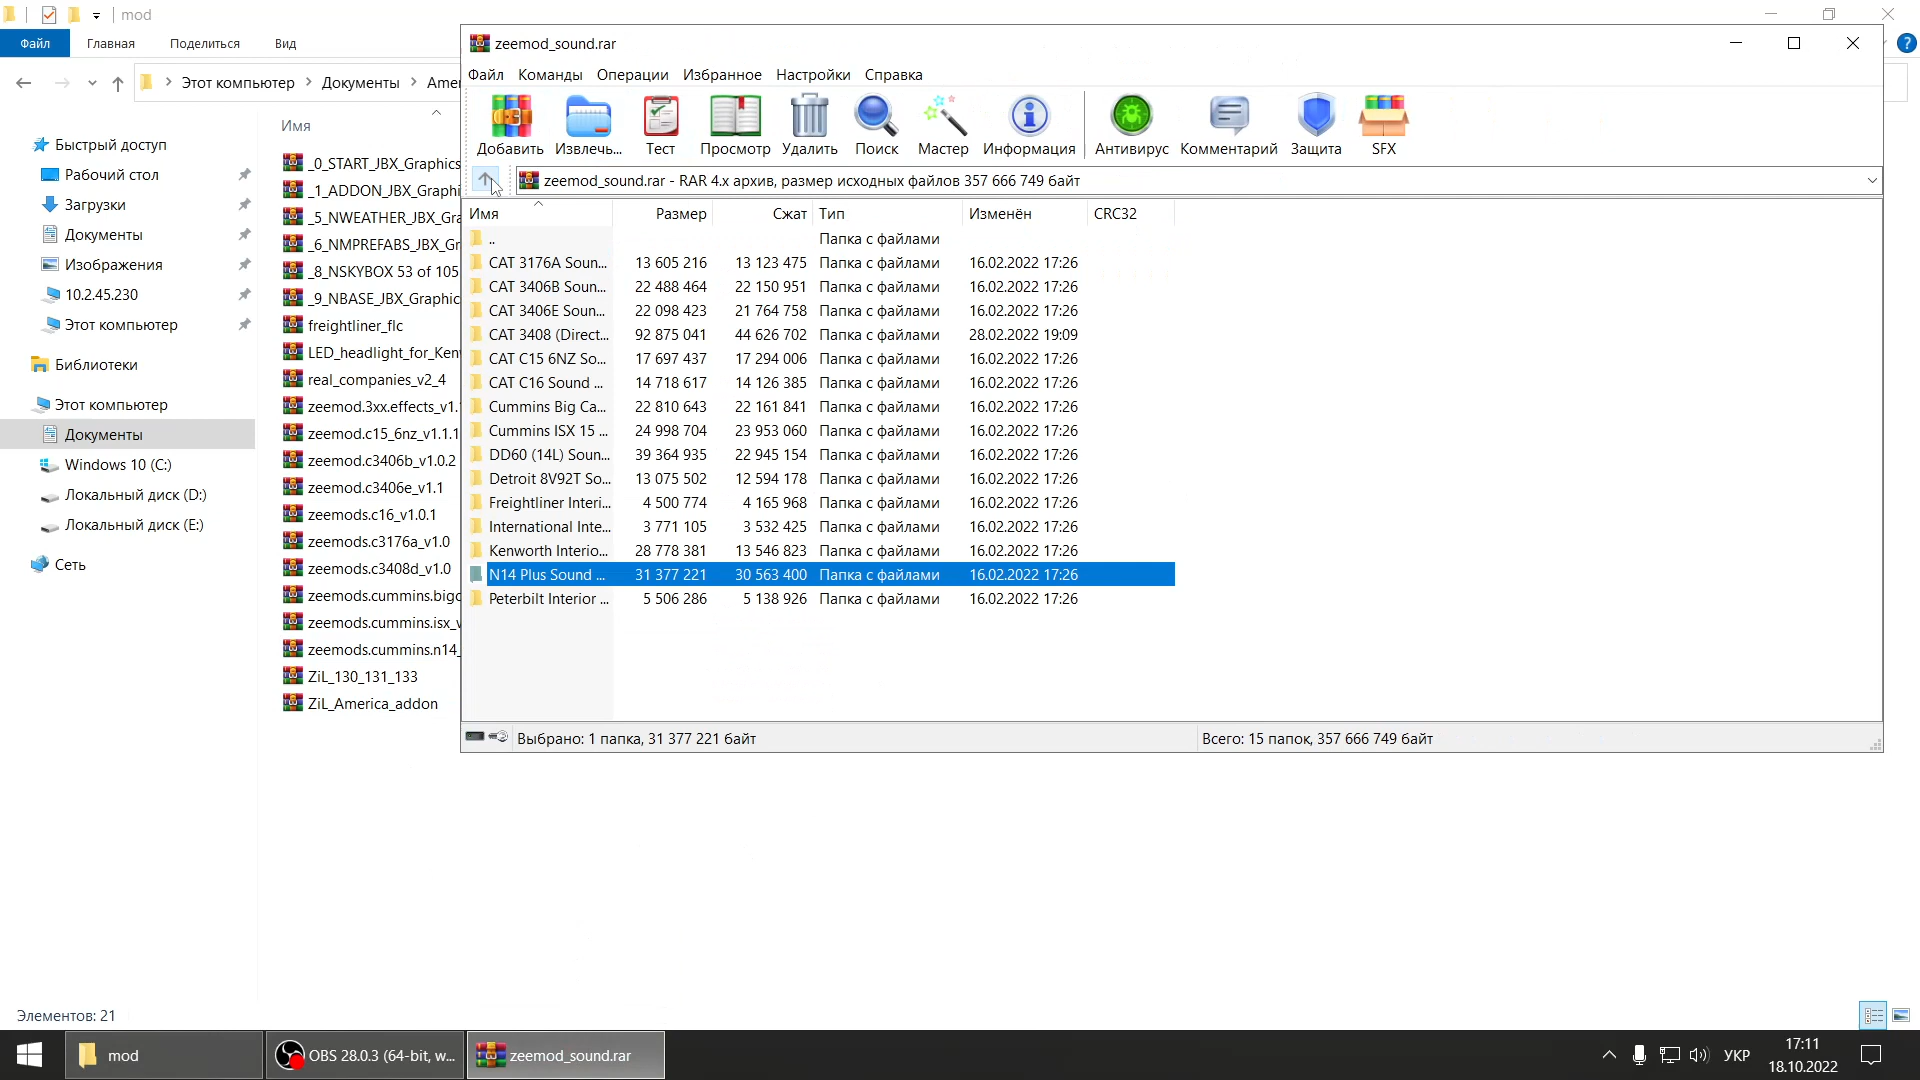 mod
Файл Главная Поделиться Вид
Этот компьютер Документы
Имя
Быстрый доступ
Рабочий стол
Загрузки
Документы
Изображения
10.2.45.230
Этот компьютер
Библиотеки
Этот компьютер
Документы
Windows 10 (C:)
Локальный диск (D:)
Локальный диск (E:)
Сеть
_0_START_JBX_Graphics
_1_ADDON_JBX_Graphi
_5_NWEATHER_JBX_Gra
_6_NMPREFABS_JBX_Gr
_8_NSKYBOX 53 of 105
_9_NBASE_JBX_Graphic
freightliner_flc
LED_headlight_for_Ken
real_companies_v2_4
zeemod.3xx.effects_v1.
zeemod.c15_6nz_v1.1.1
zeemod.c3406b_v1.0.2
zeemod.c3406e_v1.1
zeemods.c16_v1.0.1
zeemods.c3176a_v1.0
zeemods.c3408d_v1.0
zeemods.cummins.bigc
zeemods.cummins.isx_v
zeemods.cummins.n14_
ZiL_130_131_133
ZiL_America_addon
zeemod_sound.rar
Файл Команды Операции Избранное Настройки Справка
Добавить Извлечь... Тест Просмотр Удалить Поиск Мастер Информация Антивирус Комментарий Защита SFX
zeemod_sound.rar - RAR 4.x архив, размер исходных файлов 357 666 749 байт
Имя Размер Сжат Тип Изменён CRC32
.. Папка с файлами
CAT 3176A Soun... 13 605 216 13 123 475 Папка с файлами 16.02.2022 17:26
CAT 3406B Soun... 22 488 464 22 150 951 Папка с файлами 16.02.2022 17:26
CAT 3406E Soun... 22 098 423 21 764 758 Папка с файлами 16.02.2022 17:26
CAT 3408 (Direct... 92 875 041 44 626 702 Папка с файлами 28.02.2022 19:09
CAT C15 6NZ So... 17 697 437 17 294 006 Папка с файлами 16.02.2022 17:26
CAT C16 Sound ... 14 718 617 14 126 385 Папка с файлами 16.02.2022 17:26
Cummins Big Ca... 22 810 643 22 161 841 Папка с файлами 16.02.2022 17:26
Cummins ISX 15 ... 24 998 704 23 953 060 Папка с файлами 16.02.2022 17:26
DD60 (14L) Soun... 39 364 935 22 945 154 Папка с файлами 16.02.2022 17:26
Detroit 8V92T So... 13 075 502 12 594 178 Папка с файлами 16.02.2022 17:26
Freightliner Interi... 4 500 774 4 165 968 Папка с файлами 16.02.2022 17:26
International Inte... 3 771 105 3 532 425 Папка с файлами 16.02.2022 17:26
Kenworth Interio... 28 778 381 13 546 823 Папка с файлами 16.02.2022 17:26
N14 Plus Sound ... 31 377 221 30 563 400 Папка с файлами 16.02.2022 17:26
Peterbilt Interior ... 5 506 286 5 138 926 Папка с файлами 16.02.2022 17:26
Выбрано: 1 папка, 31 377 221 байт Всего: 15 папок, 357 666 749 байт
Элементов: 21
mod OBS 28.0.3 (64-bit, w... zeemod_sound.rar УКР 17:11
18.10.2022